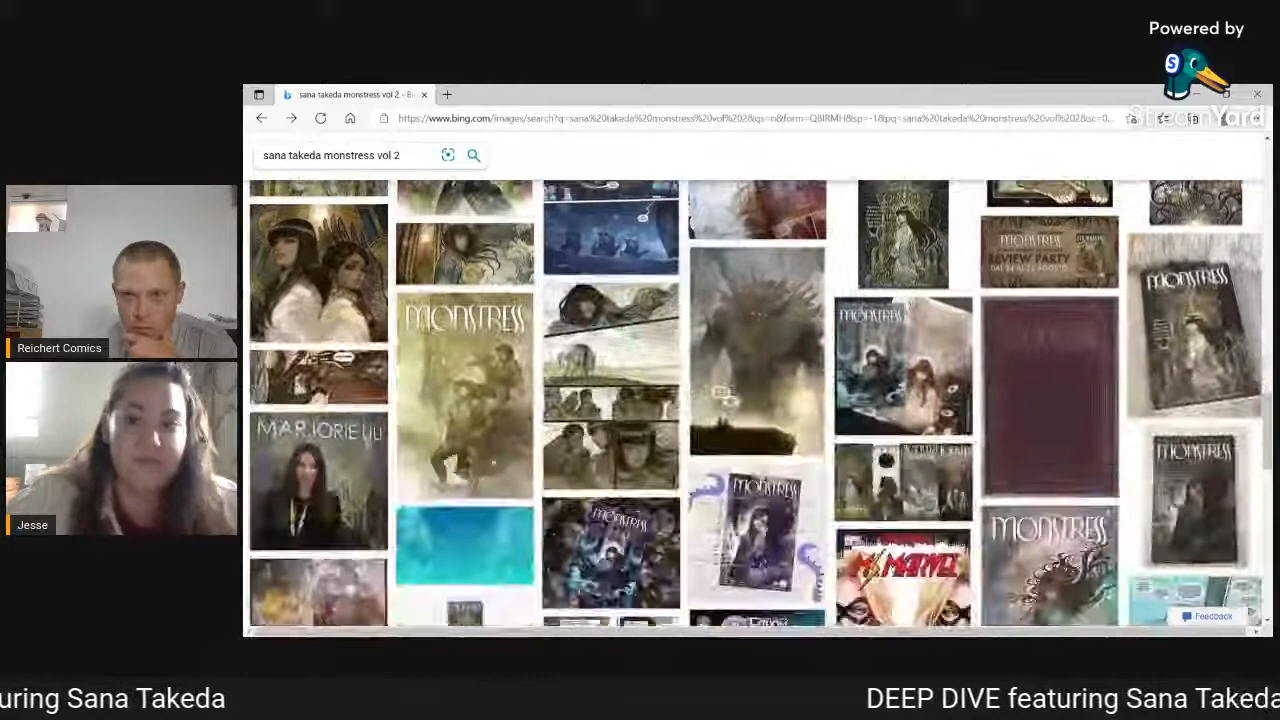 Powered by
StreamYard
sana takeda monstress vol 2 - Bi
https://www.bing.com/images/search?q=sana%20takeda%20monstress%20vol%202&qs=n&form=QBIRMH&sp=-1&pq=sana%20takeda%20monstress%20vol%202&sc=0...
sana takeda monstress vol 2
MONSTRESS
REVIEW PARTY
MONSTRESS
MONSTRESS
MONSTRESS
MARJORIE LIU
MONSTRESS
MONSTRESS
MONSTRESS
MONSTRESS
MS MARVEL
Feedback
Reichert Comics
Jesse
uring Sana Takeda
DEEP DIVE featuring Sana Takeda